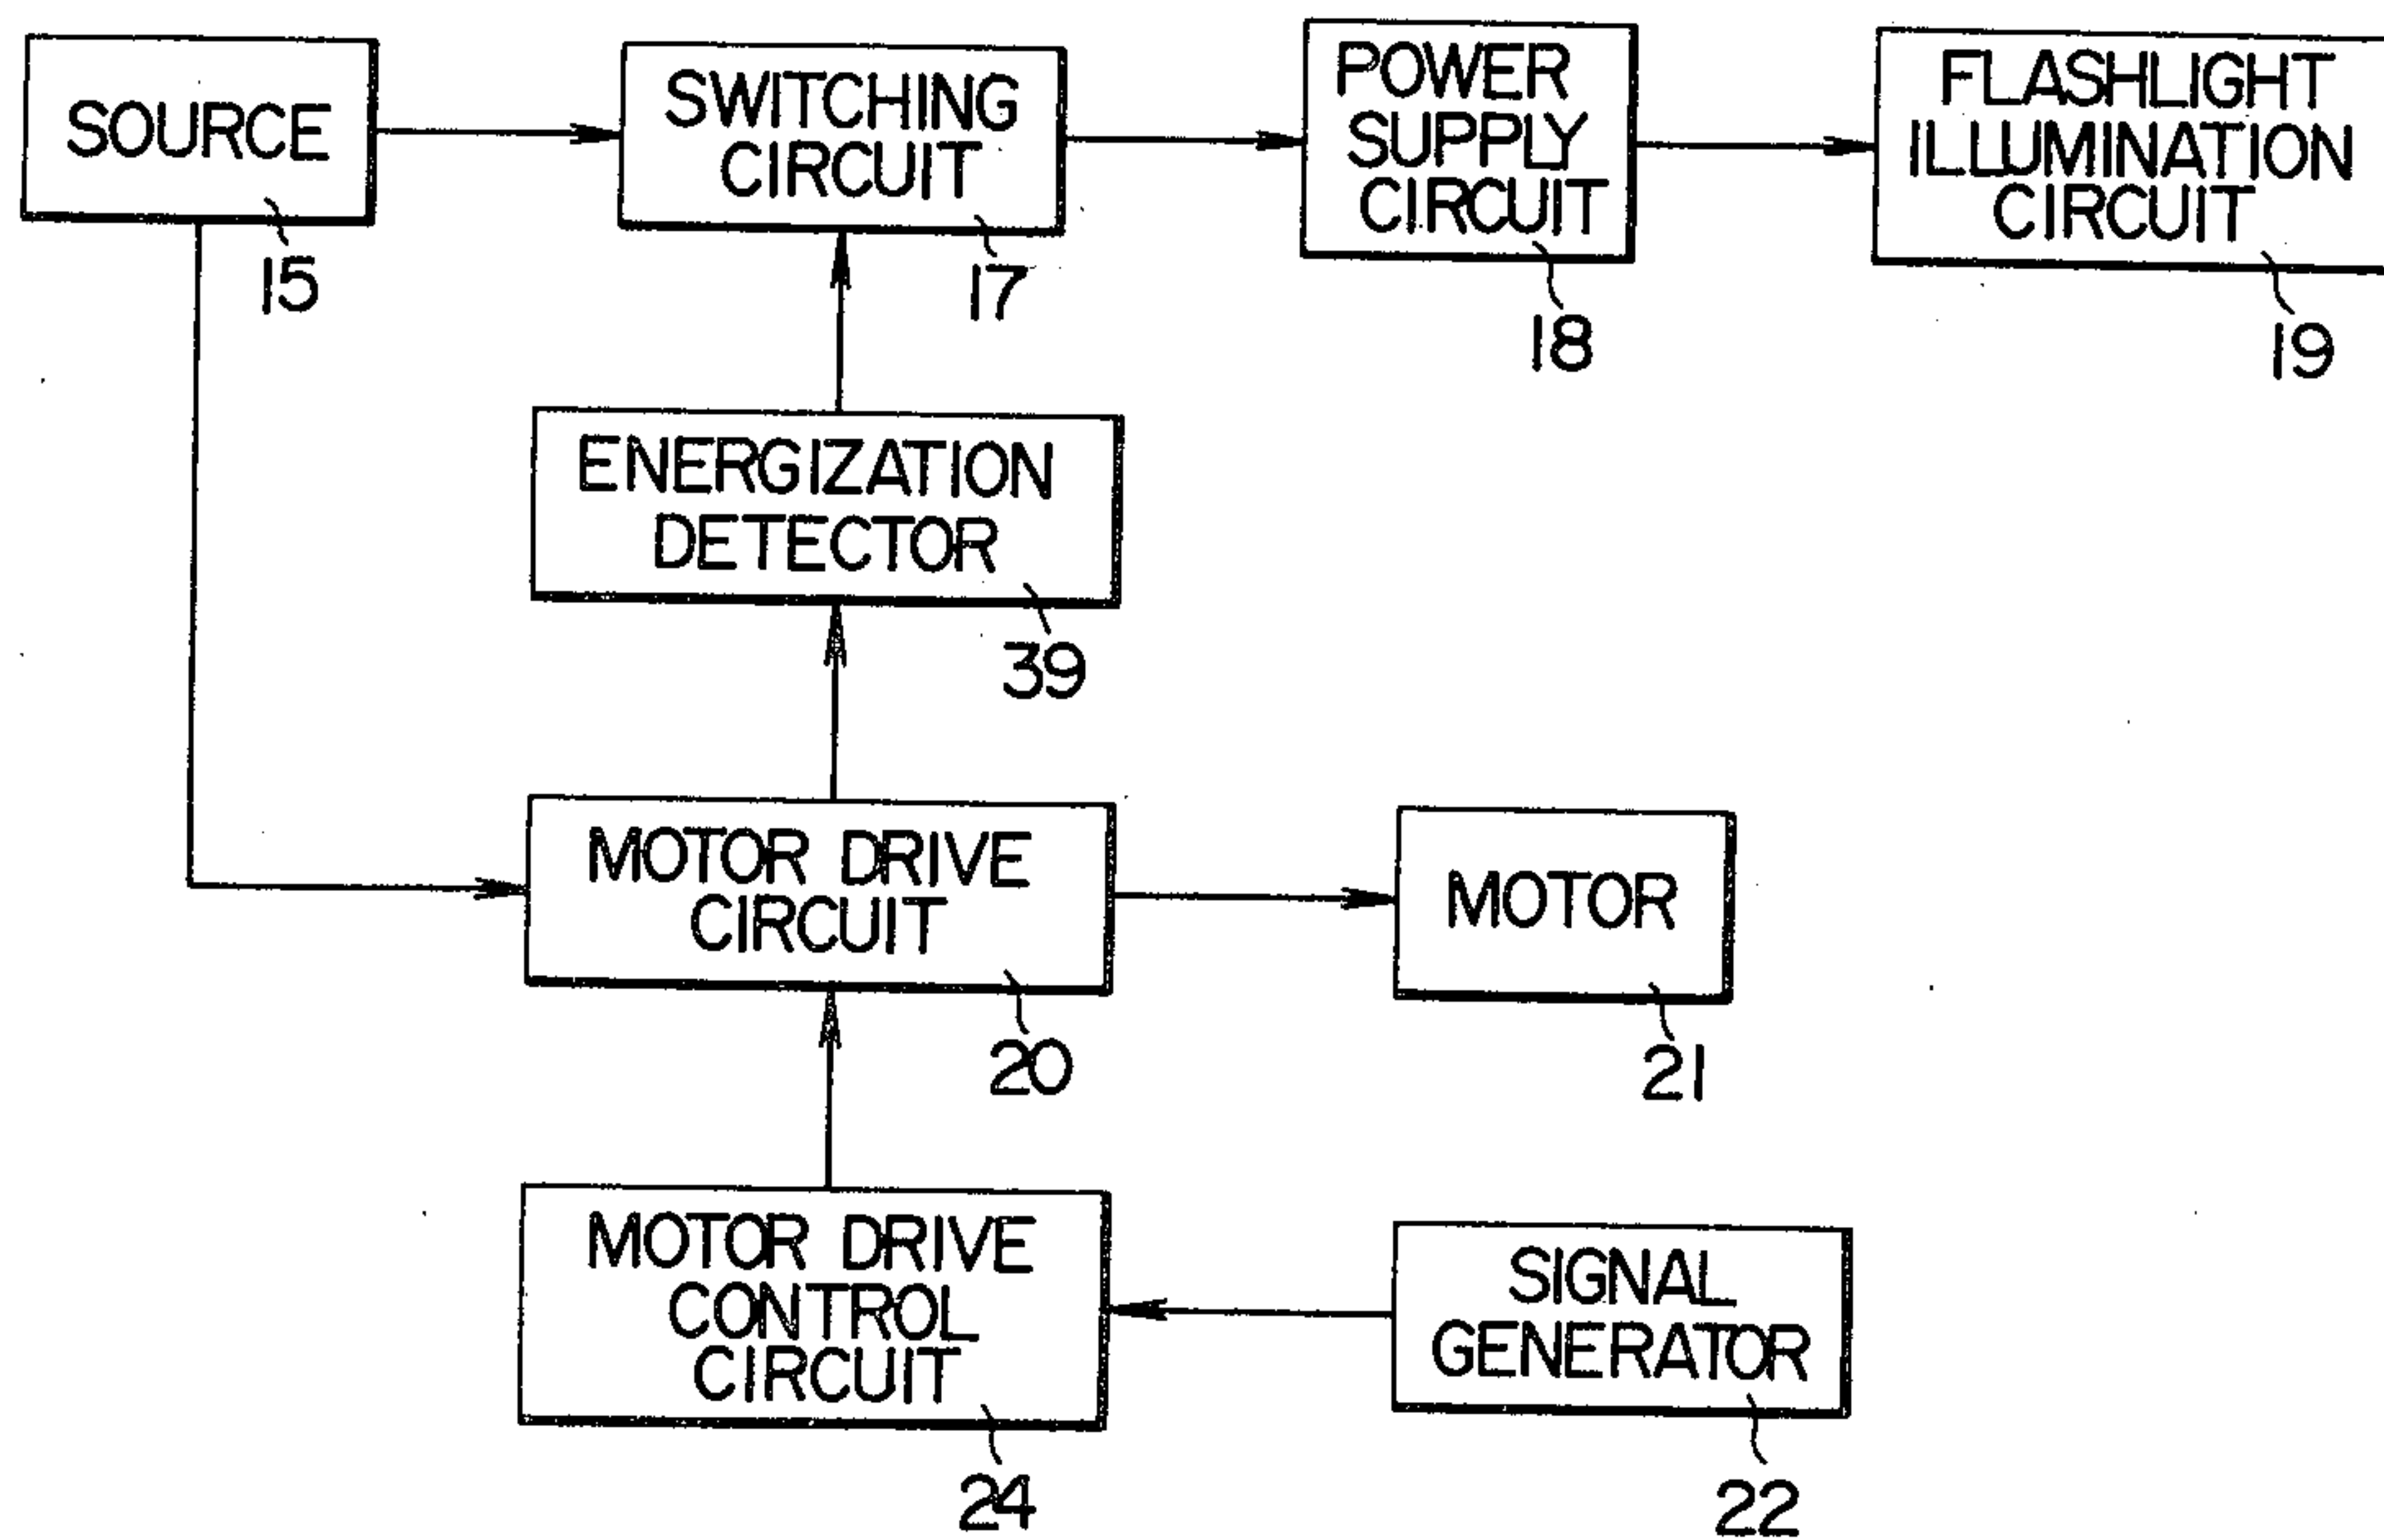 SOURCE
15
SWITCHING
CIRCUIT
17
POWER
SUPPLY
CIRCUIT
18
FLASHLIGHT
ILLUMINATION
CIRCUIT
19
ENERGIZATION
DETECTOR
39
MOTOR DRIVE
CIRCUIT
20
MOTOR
21
MOTOR DRIVE
CONTROL
CIRCUIT
24
SIGNAL
GENERATOR
22